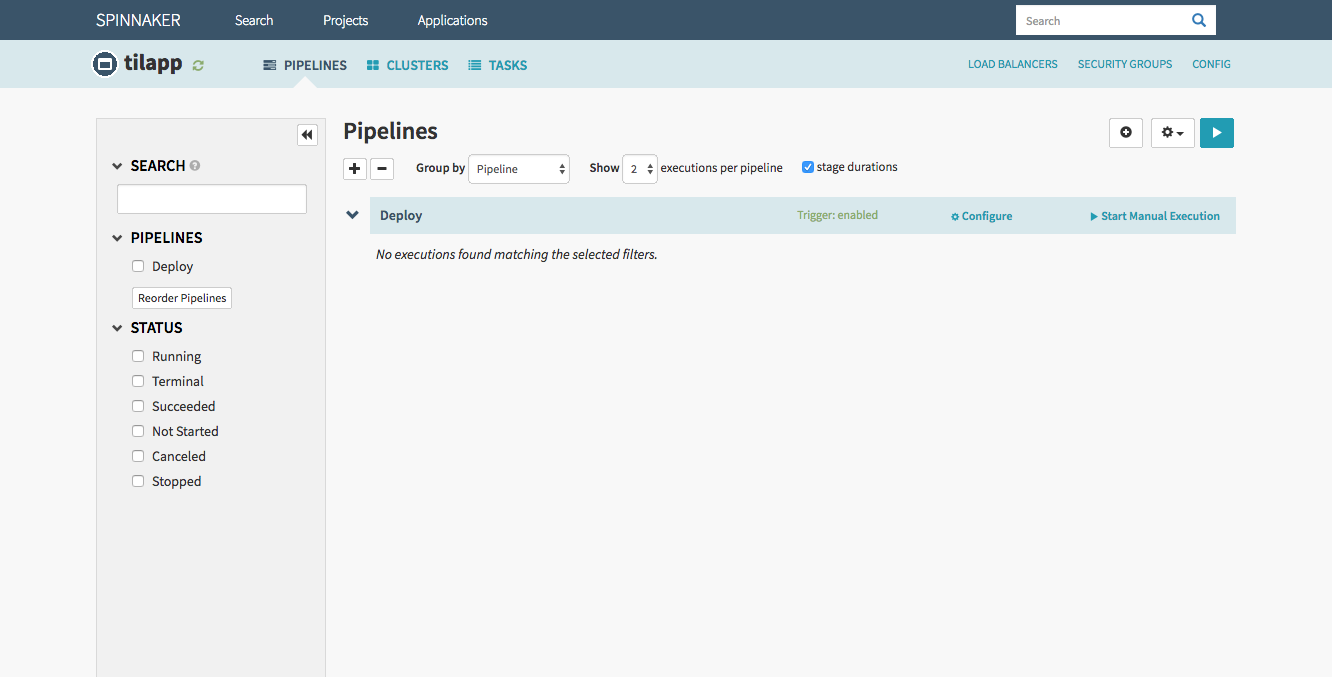 SPINNAKER Search Projects Applications Search
tilapp PIPELINES CLUSTERS TASKS LOAD BALANCERS SECURITY GROUPS CONFIG
SEARCH
PIPELINES
Deploy
Reorder Pipelines
STATUS
Running
Terminal
Succeeded
Not Started
Canceled
Stopped
Pipelines
Group by Pipeline Show 2 executions per pipeline stage durations
Deploy Trigger: enabled Configure Start Manual Execution
No executions found matching the selected filters.